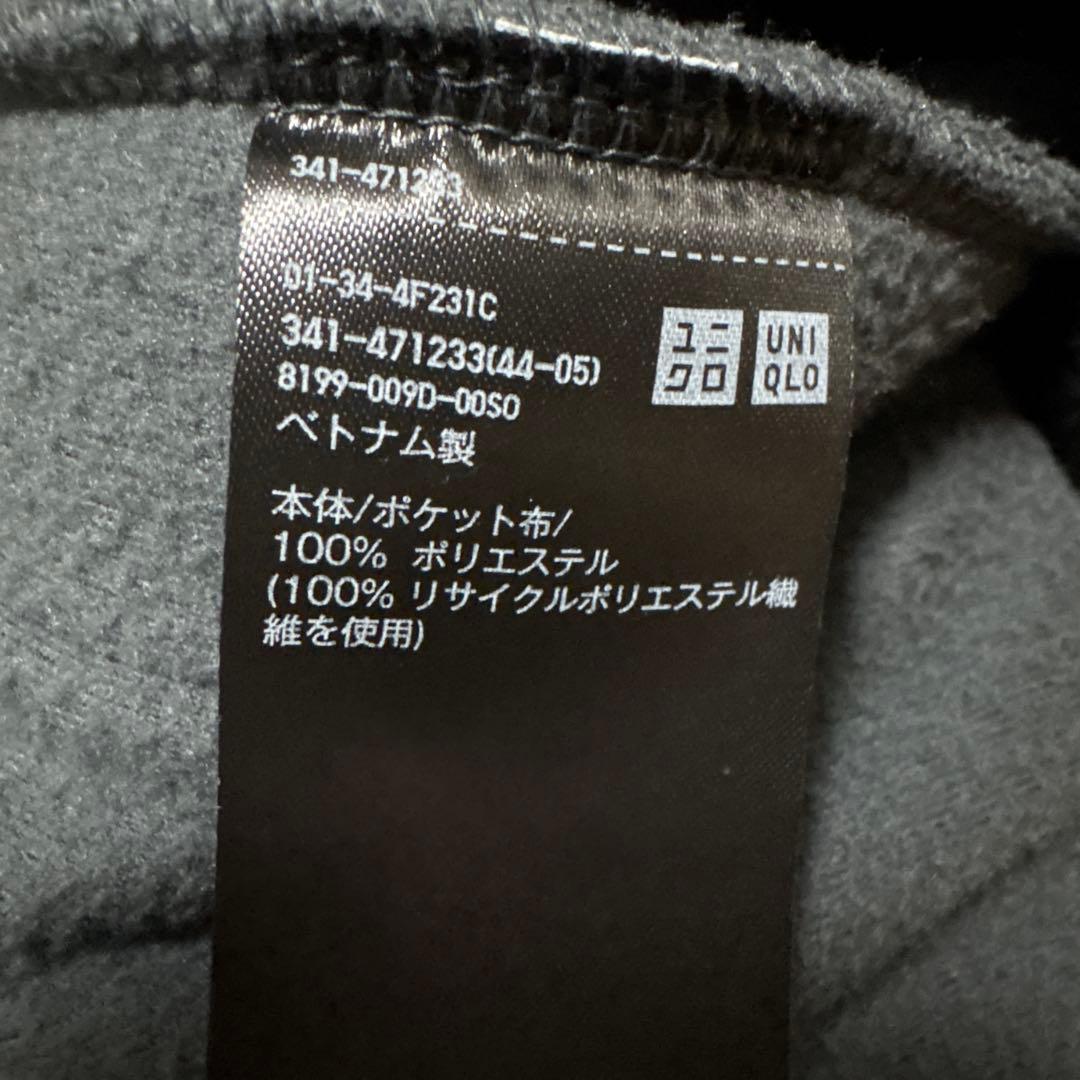 341-471233
01-34-4F231C
341-471233(44-05)
8199-009D-00S0
ベトナム製
ユニ
クロ
UNI
QLO
本体/ポケット布/
100% ポリエステル
(100% リサイクルポリエステル繊
維を使用)